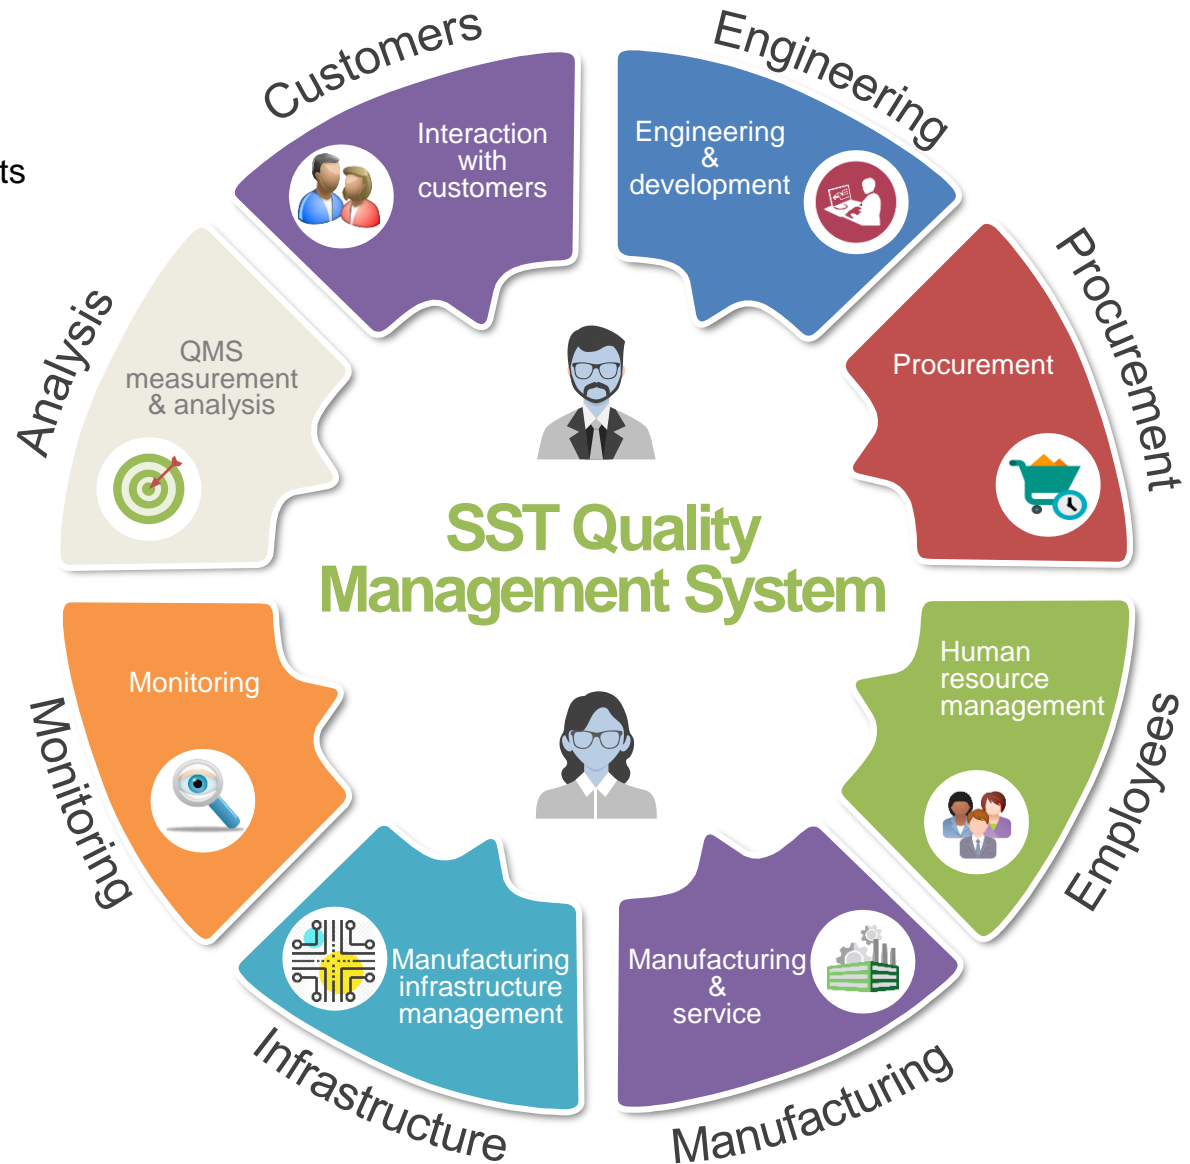 ts
Customers
Interaction
with
customers
Engineering
Engineering
&
development
Procurement
Procurement
Employees
Human
resource
management
Manufacturing
Manufacturing
&
service
Infrastructure
Manufacturing
infrastructure
management
Monitoring
Monitoring
Analysis
QMS
measurement
& analysis
SST Quality
Management System